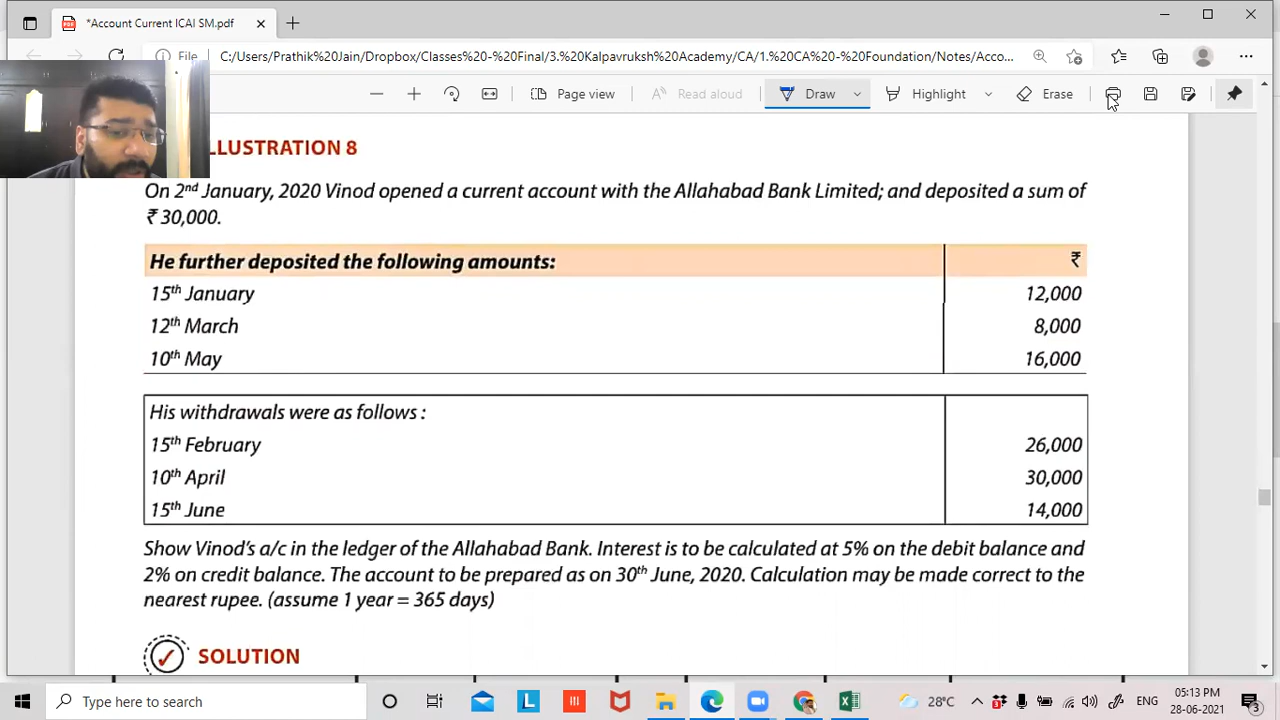 *Account Current ICAI SM.pdf
File C:/Users/Prathik%20Jain/Dropbox/Classes%20-%20Final/3.%20Kalpavruksh%20Academy/CA/1.%20CA%20-%20Foundation/Notes/Acco...
Page view Read aloud Draw Highlight Erase
LLUSTRATION 8
On 2nd January, 2020 Vinod opened a current account with the Allahabad Bank Limited; and deposited a sum of
₹ 30,000.
He further deposited the following amounts: ₹
15th January 12,000
12th March 8,000
10th May 16,000
His withdrawals were as follows :
15th February 26,000
10th April 30,000
15th June 14,000
Show Vinod's a/c in the ledger of the Allahabad Bank. Interest is to be calculated at 5% on the debit balance and
2% on credit balance. The account to be prepared as on 30th June, 2020. Calculation may be made correct to the
nearest rupee. (assume 1 year = 365 days)
SOLUTION
Type here to search
28°C
05:13 PM
28-06-2021
3